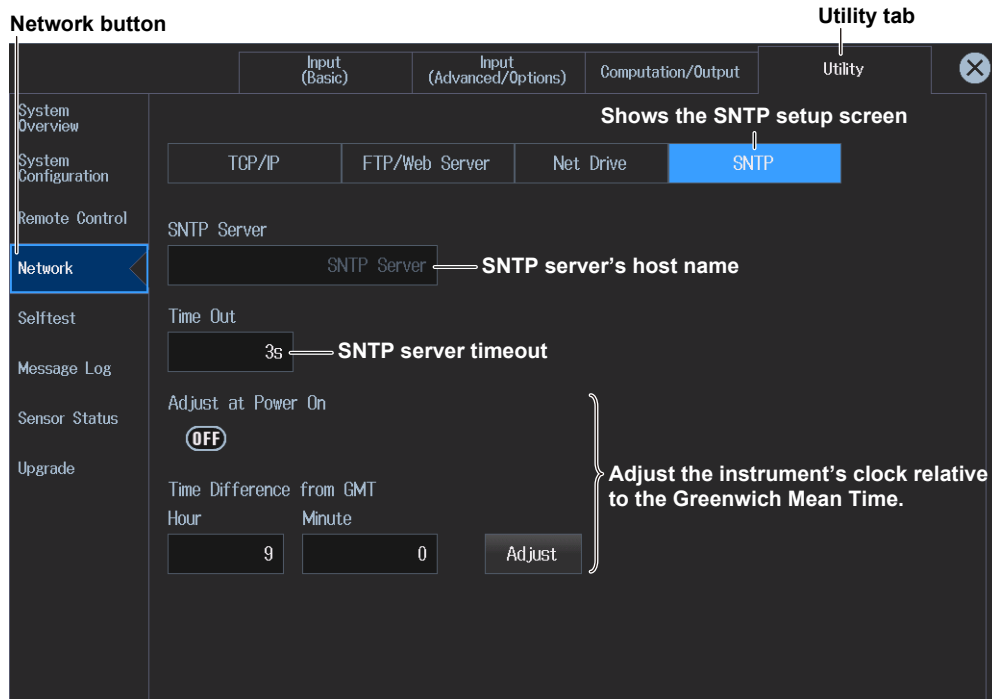 Network button
Utility tab
Input
(Basic)
Input
(Advanced/Options)
Computation/Output
Utility
System
Overview
Shows the SNTP setup screen
System
Configuration
TCP/IP
FTP/Web Server
Net Drive
SNTP
Remote Control
SNTP Server
Network
SNTP Server
SNTP server's host name
Selftest
Time Out
3s
SNTP server timeout
Message Log
Adjust at Power On
Sensor Status
OFF
Upgrade
Adjust the instrument's clock relative
to the Greenwich Mean Time.
Time Difference from GMT
Hour
Minute
9
0
Adjust